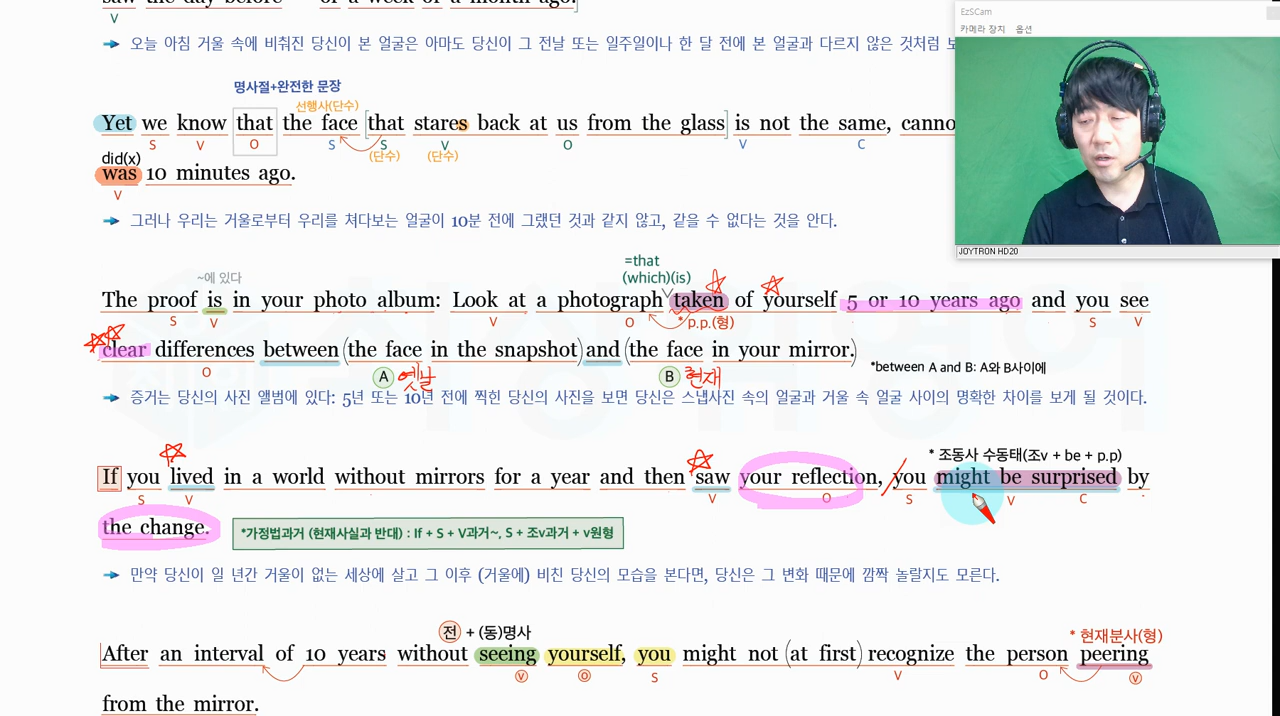 saw the day before
or a week or a month ago.]
V
오늘 아침 거울 속에 비춰진 당신이 본 얼굴은 아마도 당신이 그 전날 또는 일주일이나 한 달 전에 본 얼굴과 다르지 않은 것처럼
EzSCam
카메라 장치 옵션
JOYTRON HD20
명사절+완전한 문장
선행사(단수)
Yet we know that the face [that stares back at us from the glass] is not the same, canno
S V O S S V O V C
did(x) (단수) (단수)
was 10 minutes ago.
V
그러나 우리는 거울로부터 우리를 쳐다보는 얼굴이 10분 전에 그랬던 것과 같지 않고, 같을 수 없다는 것을 안다.
=that
~에 있다 (which)(is)
The proof is in your photo album: Look at a photograph taken of yourself 5 or 10 years ago and you see
S V V O * p.p.(형) S V
clear differences between (the face in the snapshot) and (the face in your mirror.)
O A 옛날 B 현재 *between A and B: A와 B사이에
증거는 당신의 사진 앨범에 있다: 5년 또는 10년 전에 찍힌 당신의 사진을 보면 당신은 스냅사진 속의 얼굴과 거울 속 얼굴 사이의 명확한 차이를 보게 될 것이다.
* 조동사 수동태(조v + be + p.p)
If you lived in a world without mirrors for a year and then saw your reflection, you might be surprised by
S V V O S V C
the change.
*가정법과거 (현재사실과 반대) : If + S + V과거~, S + 조v과거 + v원형
만약 당신이 일 년간 거울이 없는 세상에 살고 그 이후 (거울에) 비친 당신의 모습을 본다면, 당신은 그 변화 때문에 깜짝 놀랄지도 모른다.
전 + (동)명사 * 현재분사(형)
After an interval of 10 years without seeing yourself, you might not (at first) recognize the person peering
v o S V O v
from the mirror.